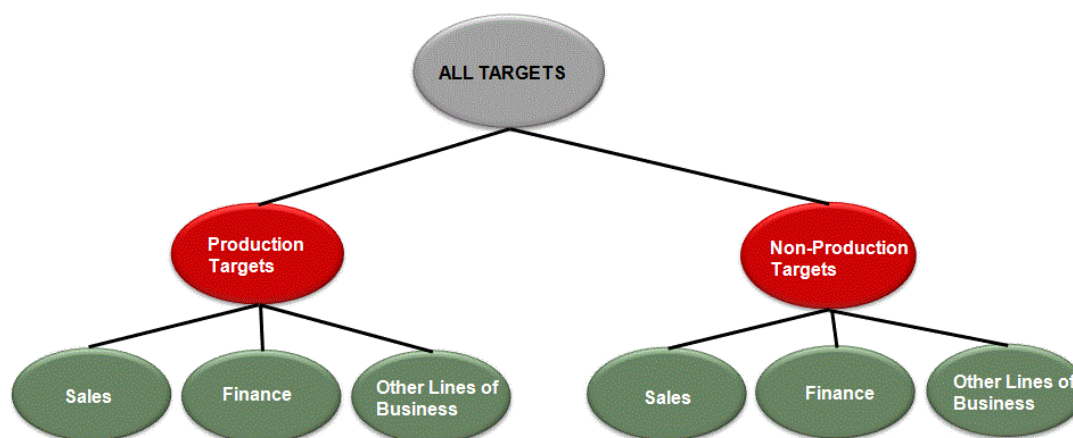 ALL TARGETS
Production
Targets
Non-Production
Targets
Sales
Finance
Other Lines of
Business
Sales
Finance
Other Lines of
Business